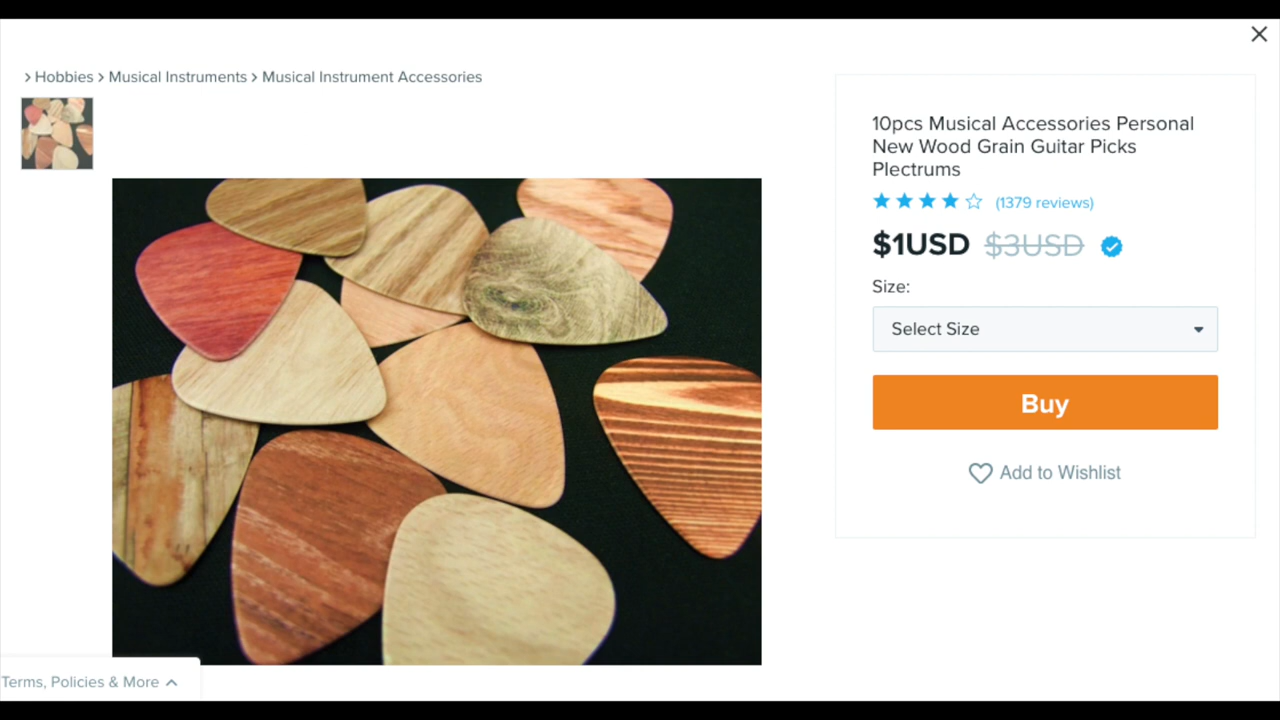 > Hobbies > Musical Instruments > Musical Instrument Accessories
10pcs Musical Accessories Personal
New Wood Grain Guitar Picks
Plectrums
(1379 reviews)
$1USD $3USD
Size:
Select Size
Buy
Add to Wishlist
Terms, Policies & More